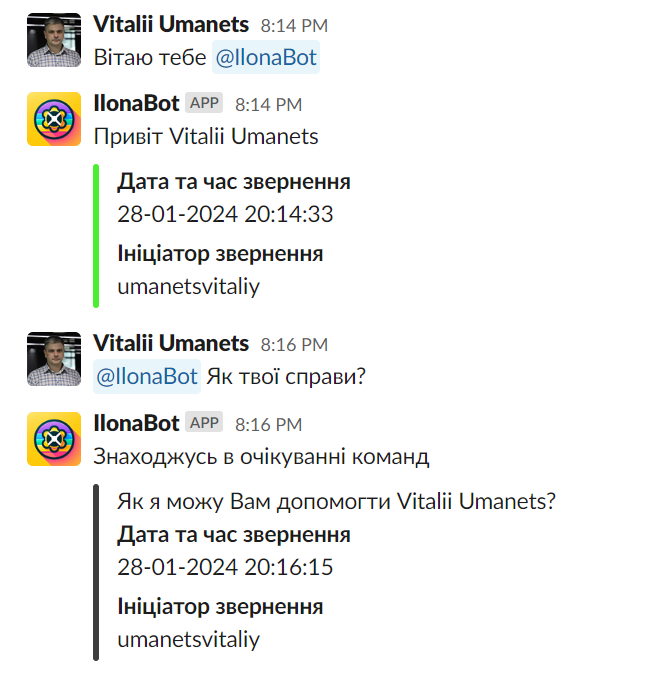 Vitalii Umanets 8:14 PM
Вітаю тебе @IlonaBot
IlonaBot APP 8:14 PM
Привіт Vitalii Umanets
Дата та час звернення
28-01-2024 20:14:33
Ініціатор звернення
umanetsvitaliy
Vitalii Umanets 8:16 PM
@IlonaBot Як твої справи?
IlonaBot APP 8:16 PM
Знаходжусь в очікуванні команд
Як я можу Вам допомогти Vitalii Umanets?
Дата та час звернення
28-01-2024 20:16:15
Ініціатор звернення
umanetsvitaliy